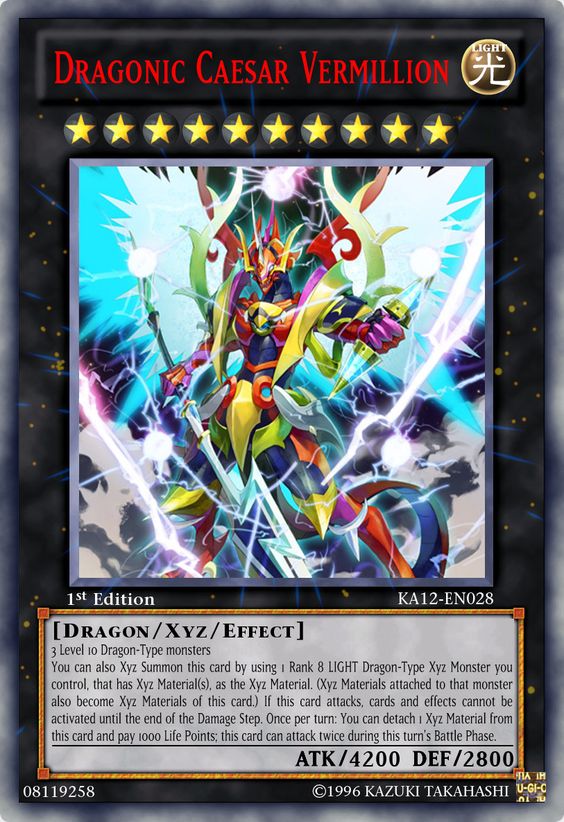 Dragonic Caesar Vermillion
LIGHT
光
1st Edition
KA12-EN028
[Dragon/Xyz/Effect]
3 Level 10 Dragon-Type monsters
You can also Xyz Summon this card by using 1 Rank 8 LIGHT Dragon-Type Xyz Monster you
control, that has Xyz Material(s), as the Xyz Material. (Xyz Materials attached to that monster
also become Xyz Materials of this card.) If this card attacks, cards and effects cannot be
activated until the end of the Damage Step. Once per turn: You can detach 1 Xyz Material from
this card and pay 1000 Life Points; this card can attack twice during this turn's Battle Phase.
ATK/4200 DEF/2800
08119258
©1996 KAZUKI TAKAHASHI